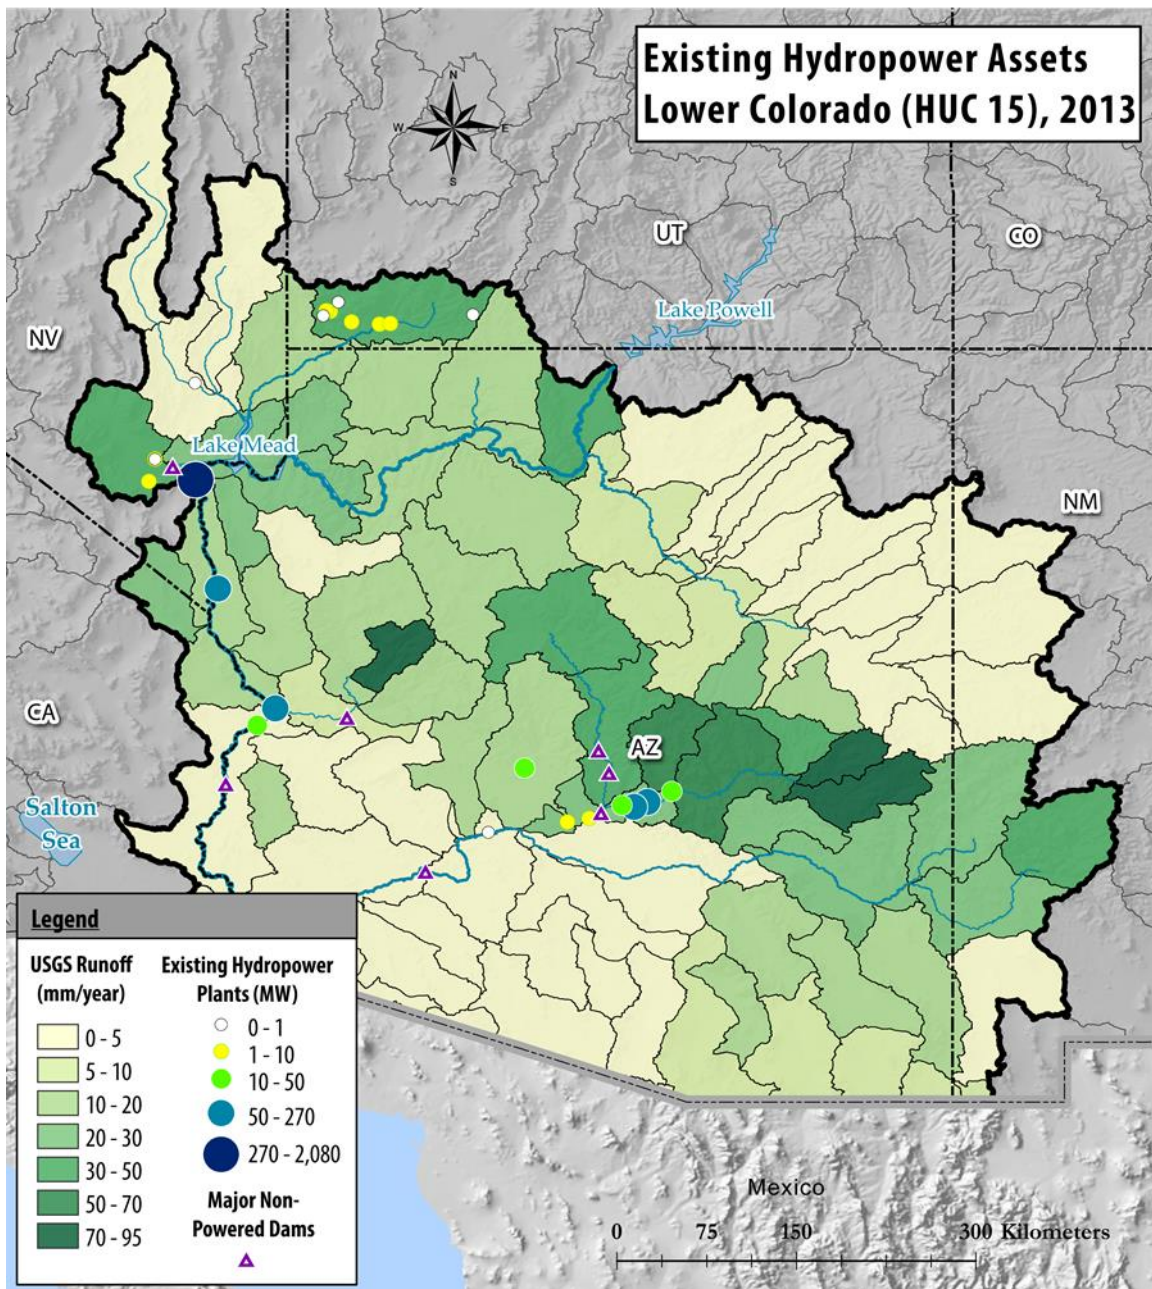 Existing Hydropower Assets
Lower Colorado (HUC 15), 2013
N
W
E
S
UT
CO
Lake Powell
NV
Lake Mead
NM
CA
AZ
Salton
Sea
Legend
USGS Runoff
(mm/year)
0 - 5
5 - 10
10 - 20
20 - 30
30 - 50
50 - 70
70 - 95
Existing Hydropower
Plants (MW)
0 - 1
1 - 10
10 - 50
50 - 270
270 - 2,080
Major Non-
Powered Dams
Mexico
0 75 150 300 Kilometers